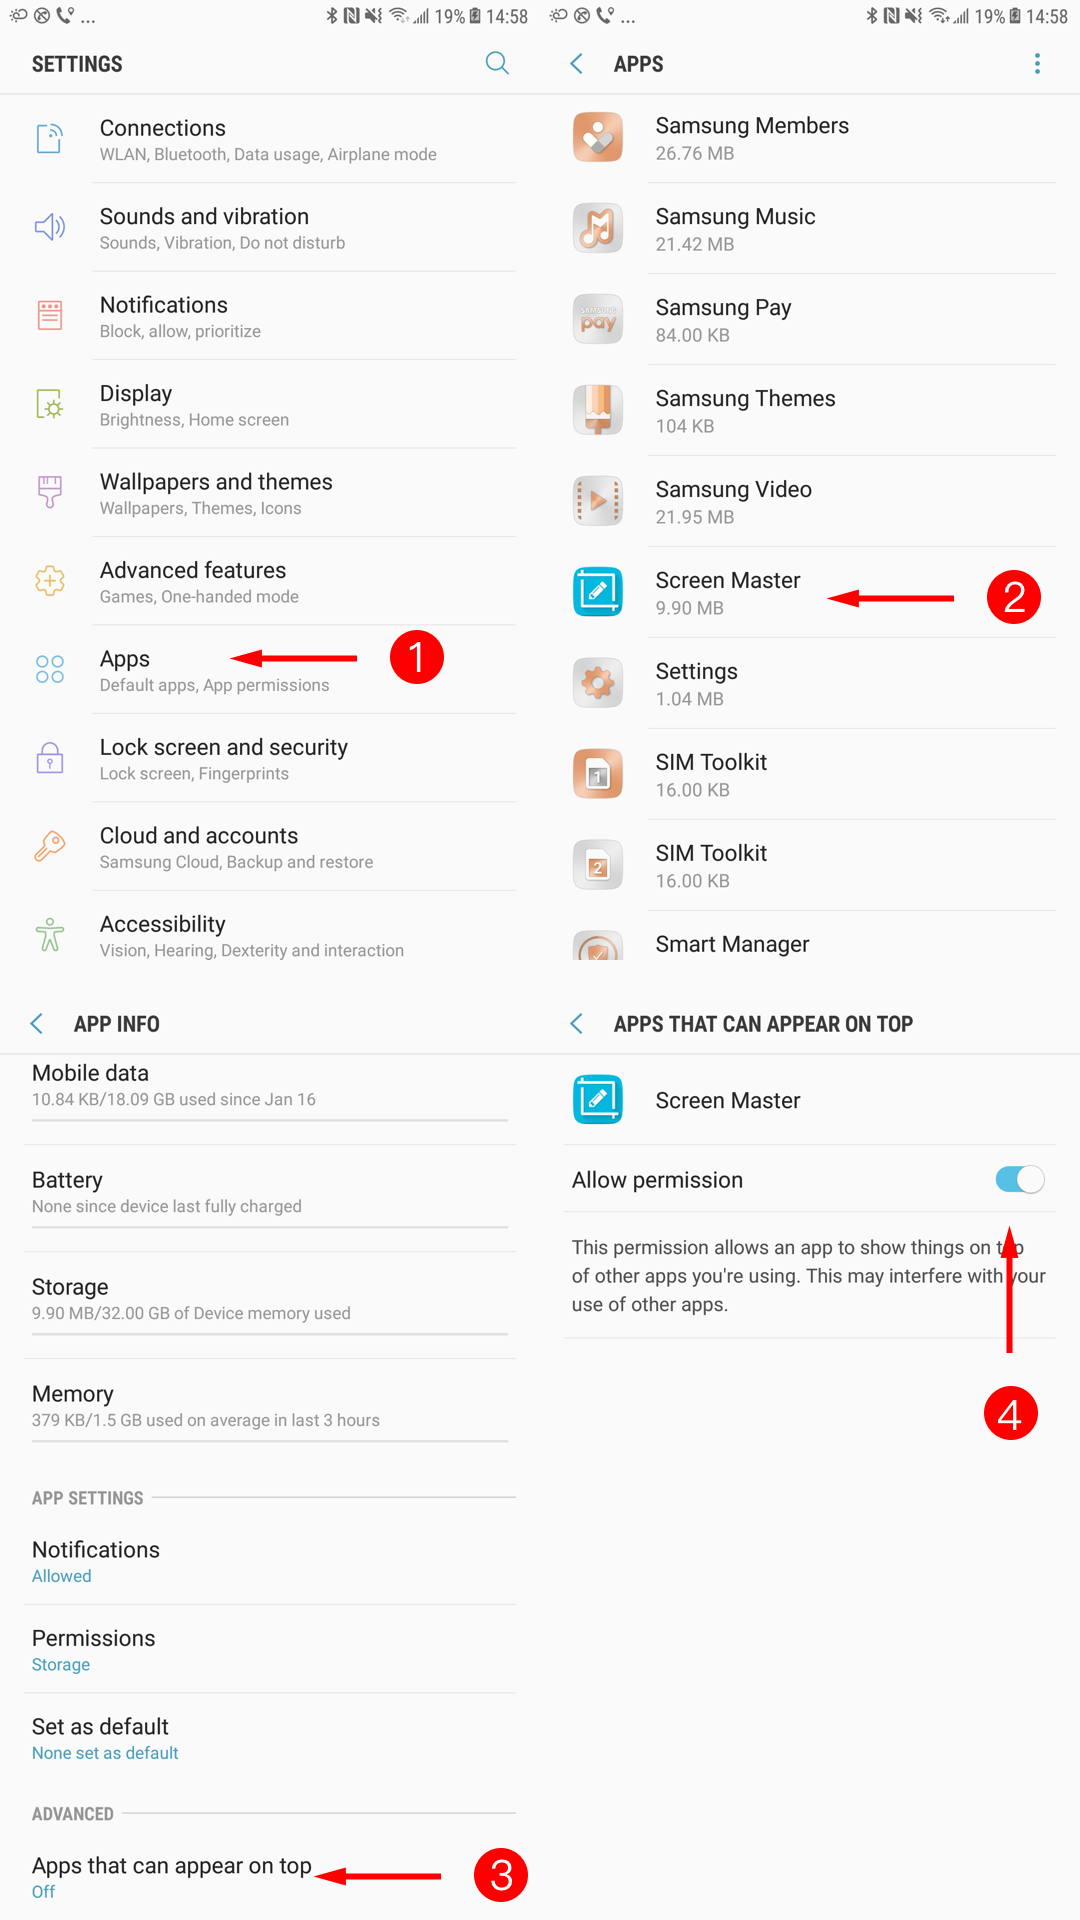 ... 19% 14:58
SETTINGS
Connections
WLAN, Bluetooth, Data usage, Airplane mode
Sounds and vibration
Sounds, Vibration, Do not disturb
Notifications
Block, allow, prioritize
Display
Brightness, Home screen
Wallpapers and themes
Wallpapers, Themes, Icons
Advanced features
Games, One-handed mode
Apps
Default apps, App permissions
1
Lock screen and security
Lock screen, Fingerprints
Cloud and accounts
Samsung Cloud, Backup and restore
Accessibility
Vision, Hearing, Dexterity and interaction
... 19% 14:58
APPS
Samsung Members
26.76 MB
Samsung Music
21.42 MB
SAMSUNG
pay
Samsung Pay
84.00 KB
Samsung Themes
104 KB
Samsung Video
21.95 MB
Screen Master
9.90 MB
2
Settings
1.04 MB
1
SIM Toolkit
16.00 KB
2
SIM Toolkit
16.00 KB
Smart Manager
APP INFO
Mobile data
10.84 KB/18.09 GB used since Jan 16
Battery
None since device last fully charged
Storage
9.90 MB/32.00 GB of Device memory used
Memory
379 KB/1.5 GB used on average in last 3 hours
APP SETTINGS
Notifications
Allowed
Permissions
Storage
Set as default
None set as default
ADVANCED
Apps that can appear on top
Off
3
APPS THAT CAN APPEAR ON TOP
Screen Master
Allow permission
This permission allows an app to show things on top
of other apps you're using. This may interfere with your
use of other apps.
4